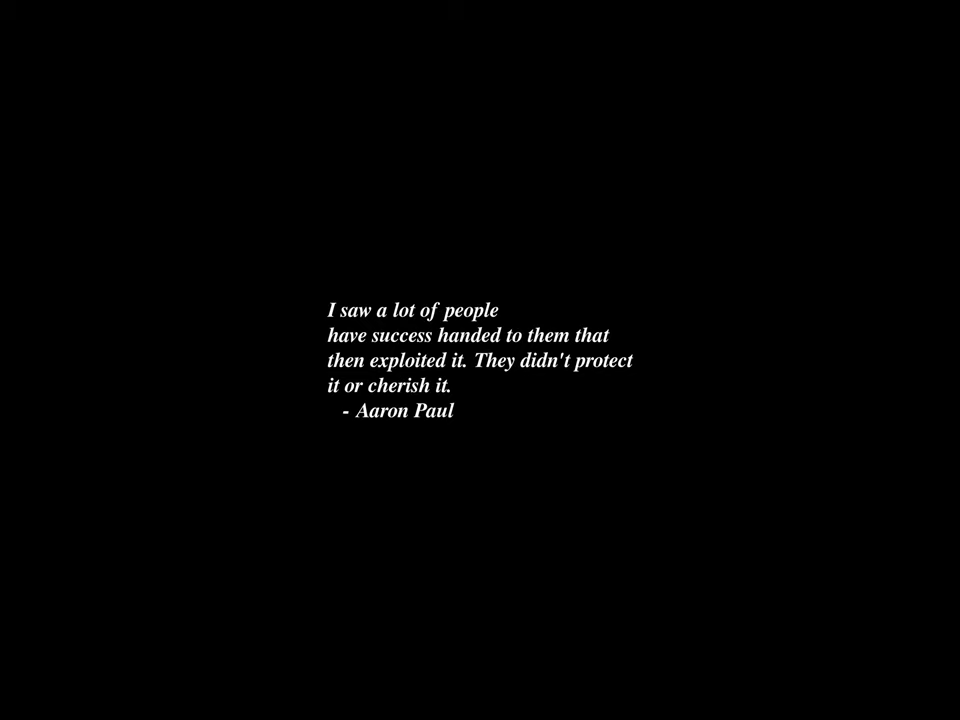 I saw a lot of people
have success handed to them that
then exploited it. They didn't protect
it or cherish it.
- Aaron Paul